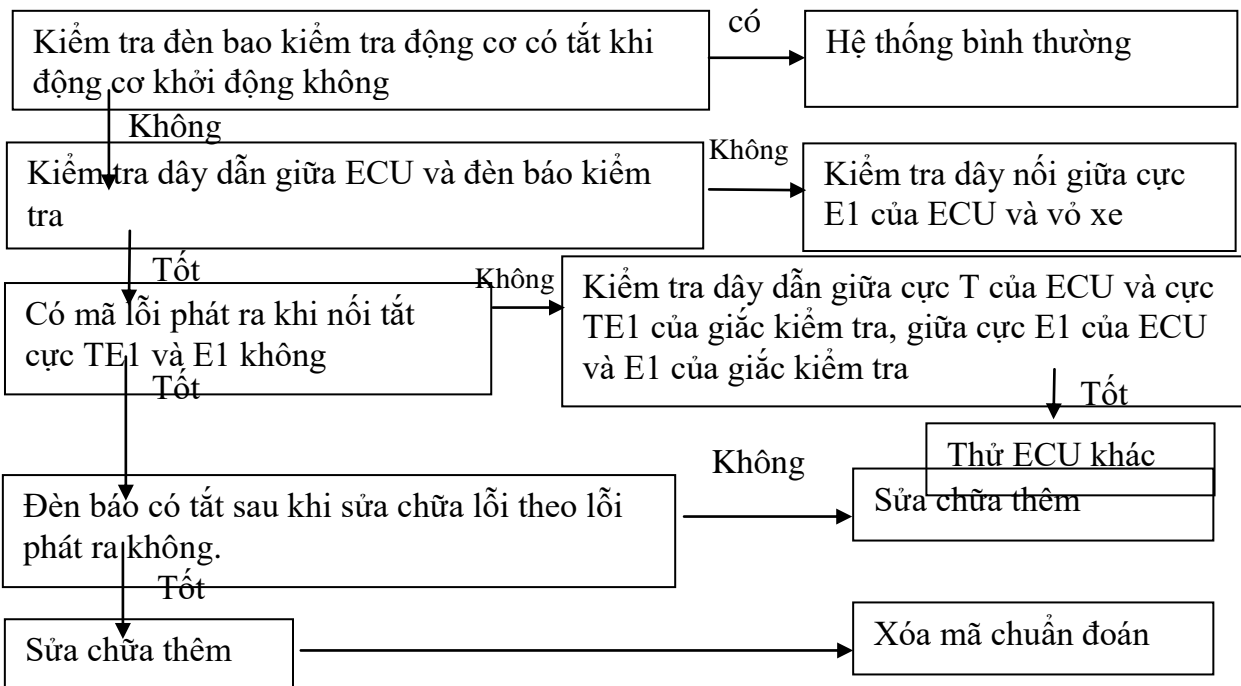 Kiểm tra đèn bao kiểm tra động cơ có tắt khi
động cơ khởi động không
có
Hệ thống bình thường
Không
Kiểm tra dây dẫn giữa ECU và đèn báo kiểm
tra
Không
Kiểm tra dây nối giữa cực
E1 của ECU và vỏ xe
Tốt
Có mã lỗi phát ra khi nối tắt
cực TE1 và E1 không
Không
Kiểm tra dây dẫn giữa cực T của ECU và cực
TE1 của giắc kiểm tra, giữa cực E1 của ECU
và E1 của giắc kiểm tra
Tốt
Tốt
Thử ECU khác
Đèn báo có tắt sau khi sửa chữa lỗi theo lỗi
phát ra không.
Không
Sửa chữa thêm
Tốt
Sửa chữa thêm
Xóa mã chuẩn đoán